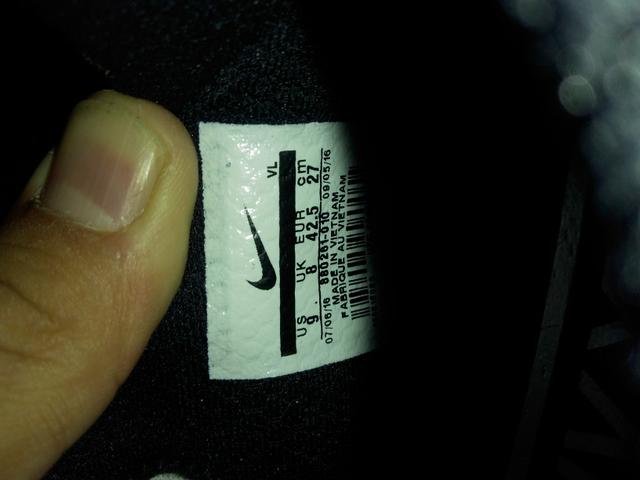 VL
US UK EUR cm
9 8 42.5 27
07/06/16 880261-010 09/05/16
MADE IN VIETNAM
FABRIQUE AU VIETNAM